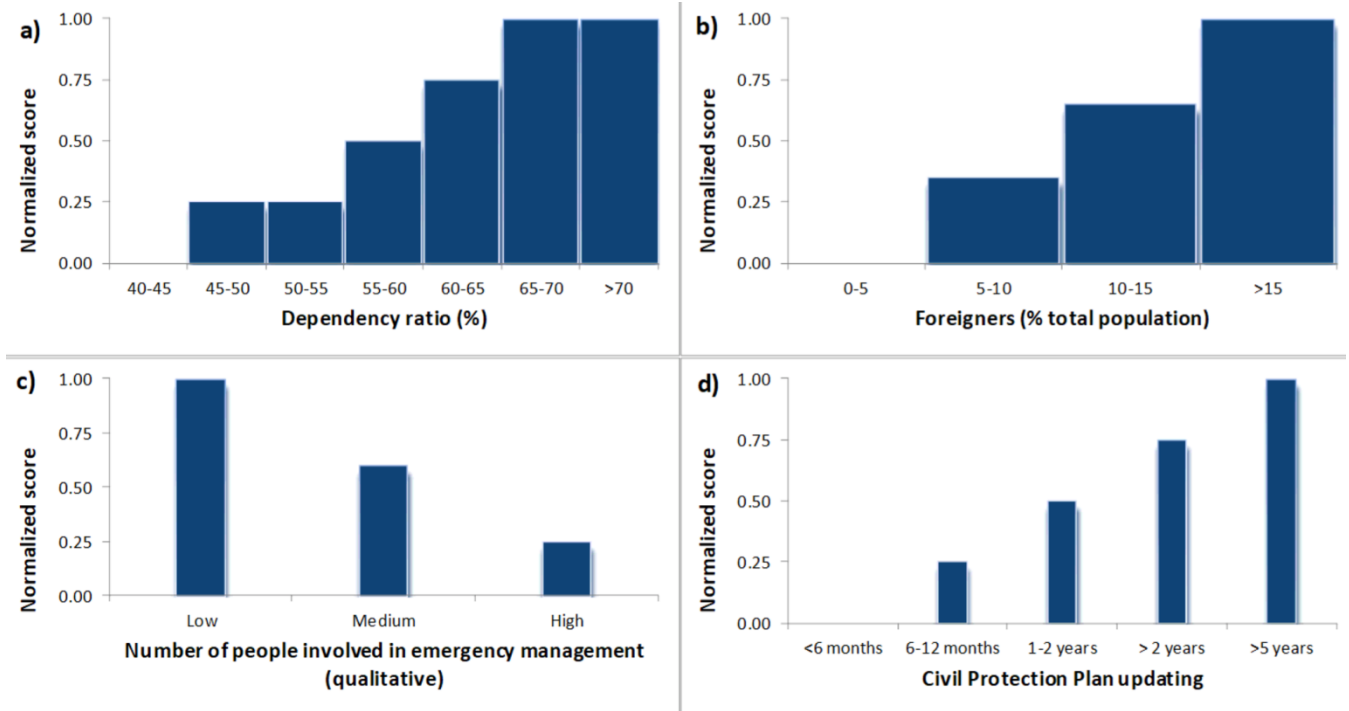 a)
Normalized score
1.00
0.75
0.50
0.25
0.00
40-45 45-50 50-55 55-60 60-65 65-70 >70
Dependency ratio (%)
b)
Normalized score
1.00
0.75
0.50
0.25
0.00
0-5 5-10 10-15 >15
Foreigners (% total population)
c)
Normalized score
1.00
0.75
0.50
0.25
0.00
Low Medium High
Number of people involved in emergency management
(qualitative)
d)
Normalized score
1.00
0.75
0.50
0.25
0.00
<6 months 6-12 months 1-2 years > 2 years >5 years
Civil Protection Plan updating